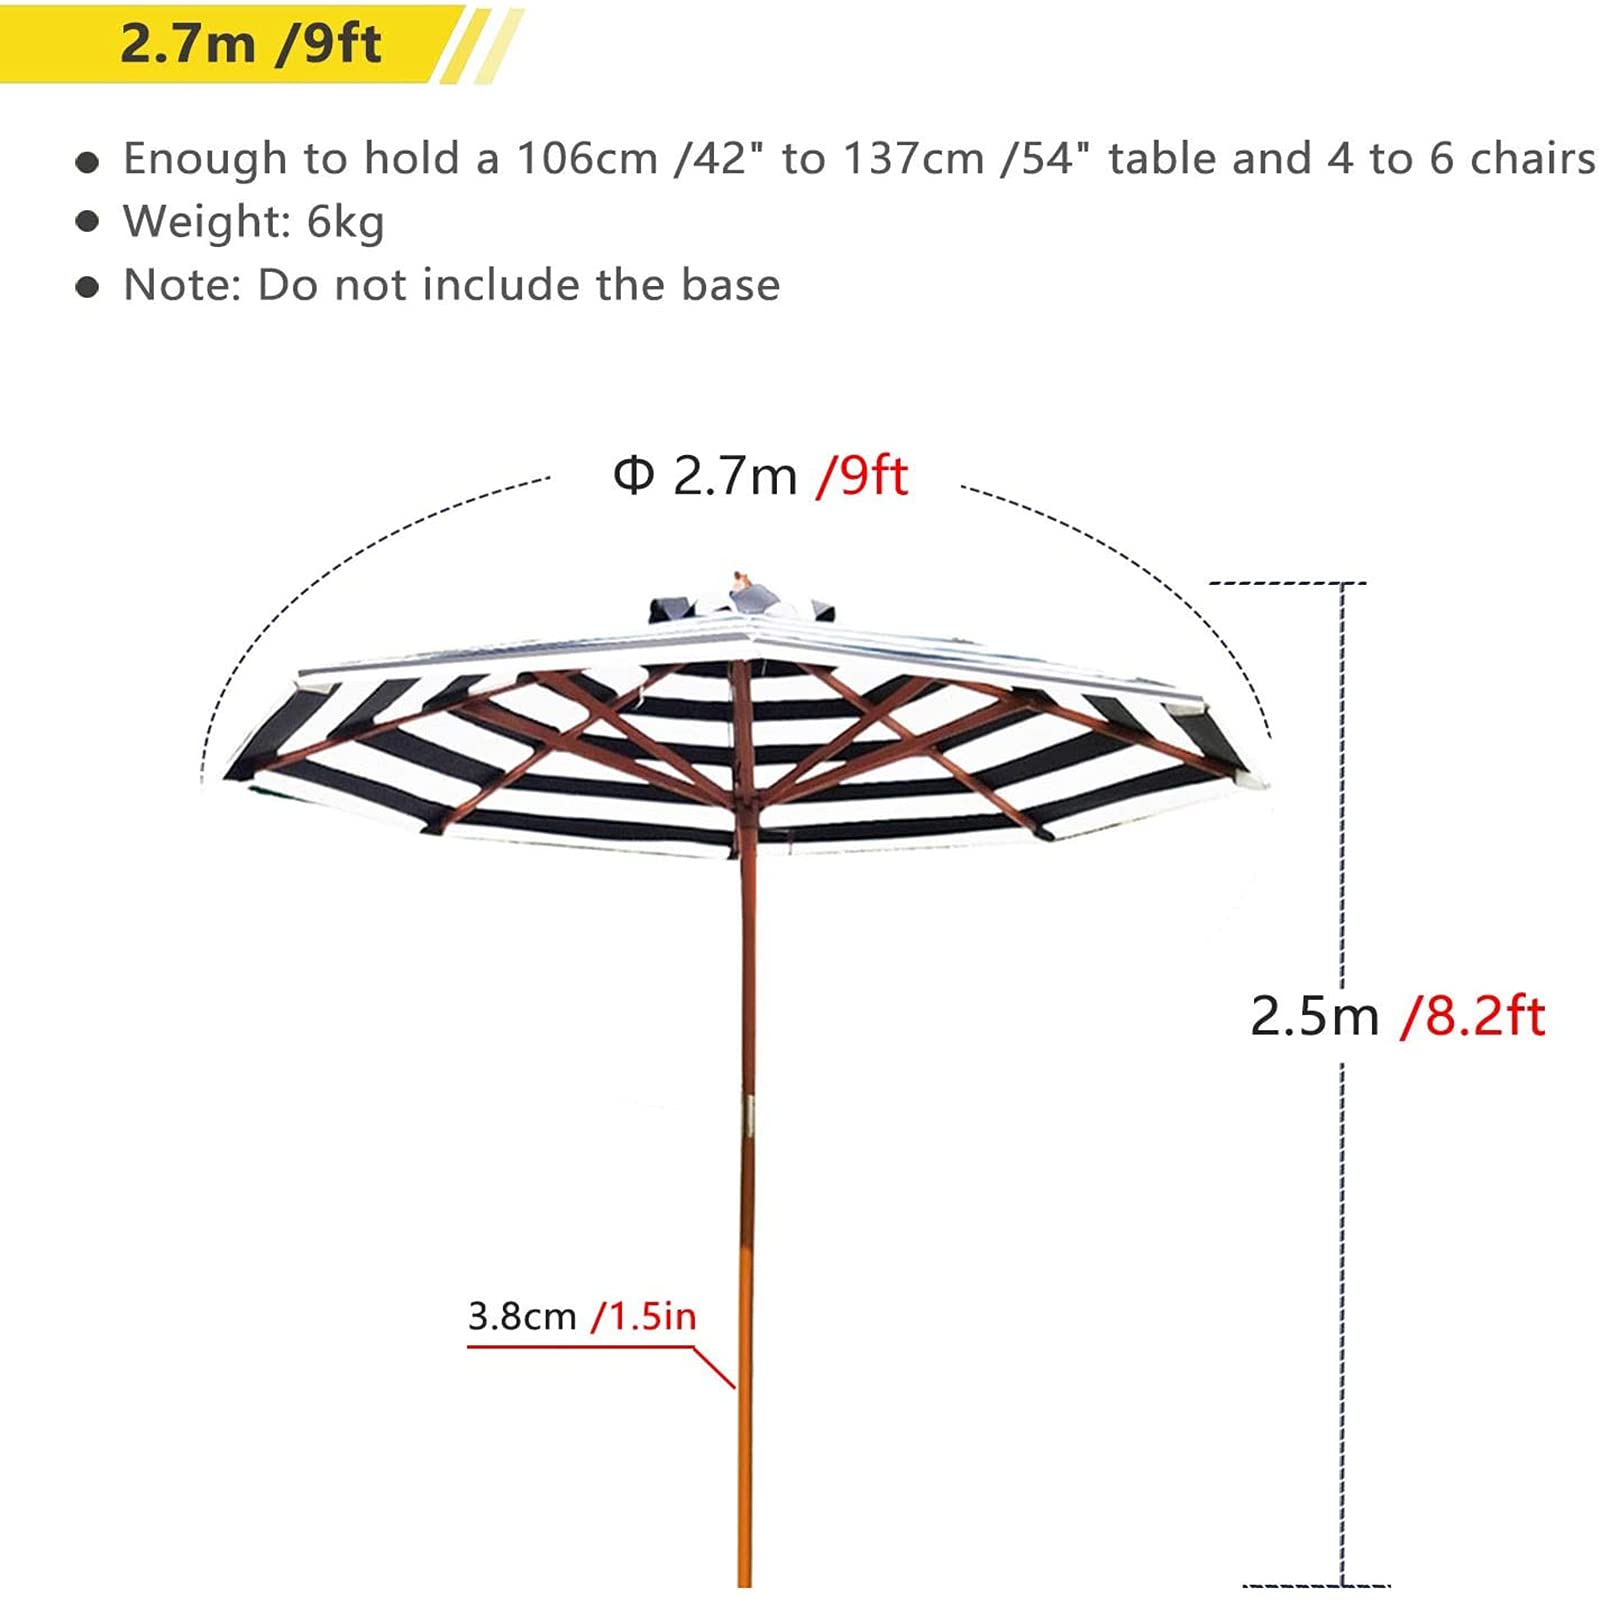 2.7m /9ft
Enough to hold a 106cm /42" to 137cm /54" table and 4 to 6 chairs
Weight: 6kg
Note: Do not include the base
Φ 2.7m /9ft
2.5m /8.2ft
3.8cm /1.5in